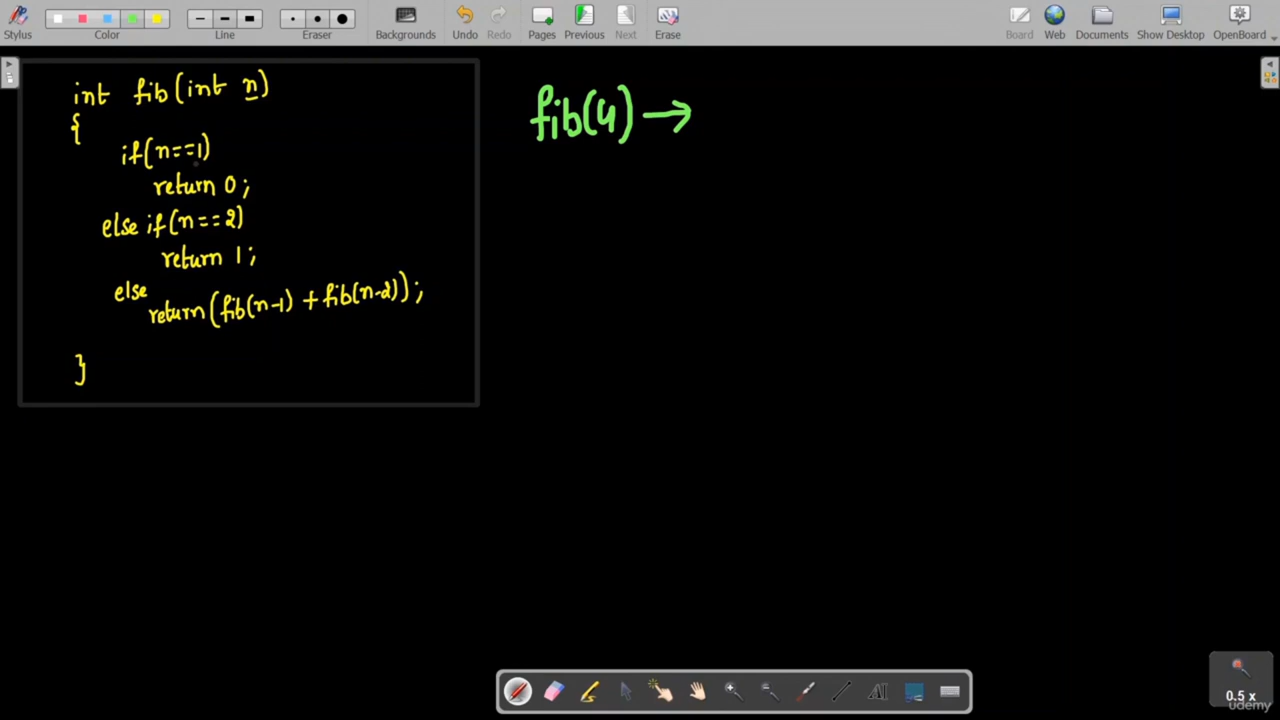 Stylus
Color
Line
Eraser
Backgrounds
Undo
Redo
Pages
Previous
Next
Erase
Board
Web
Documents
Show Desktop
OpenBoard
int fib(int n)
{
if(n==1)
return 0;
else if(n==2)
return 1;
else
return(fib(n-1) + fib(n-2));
}
fib(4) →
0.5 x
udemy